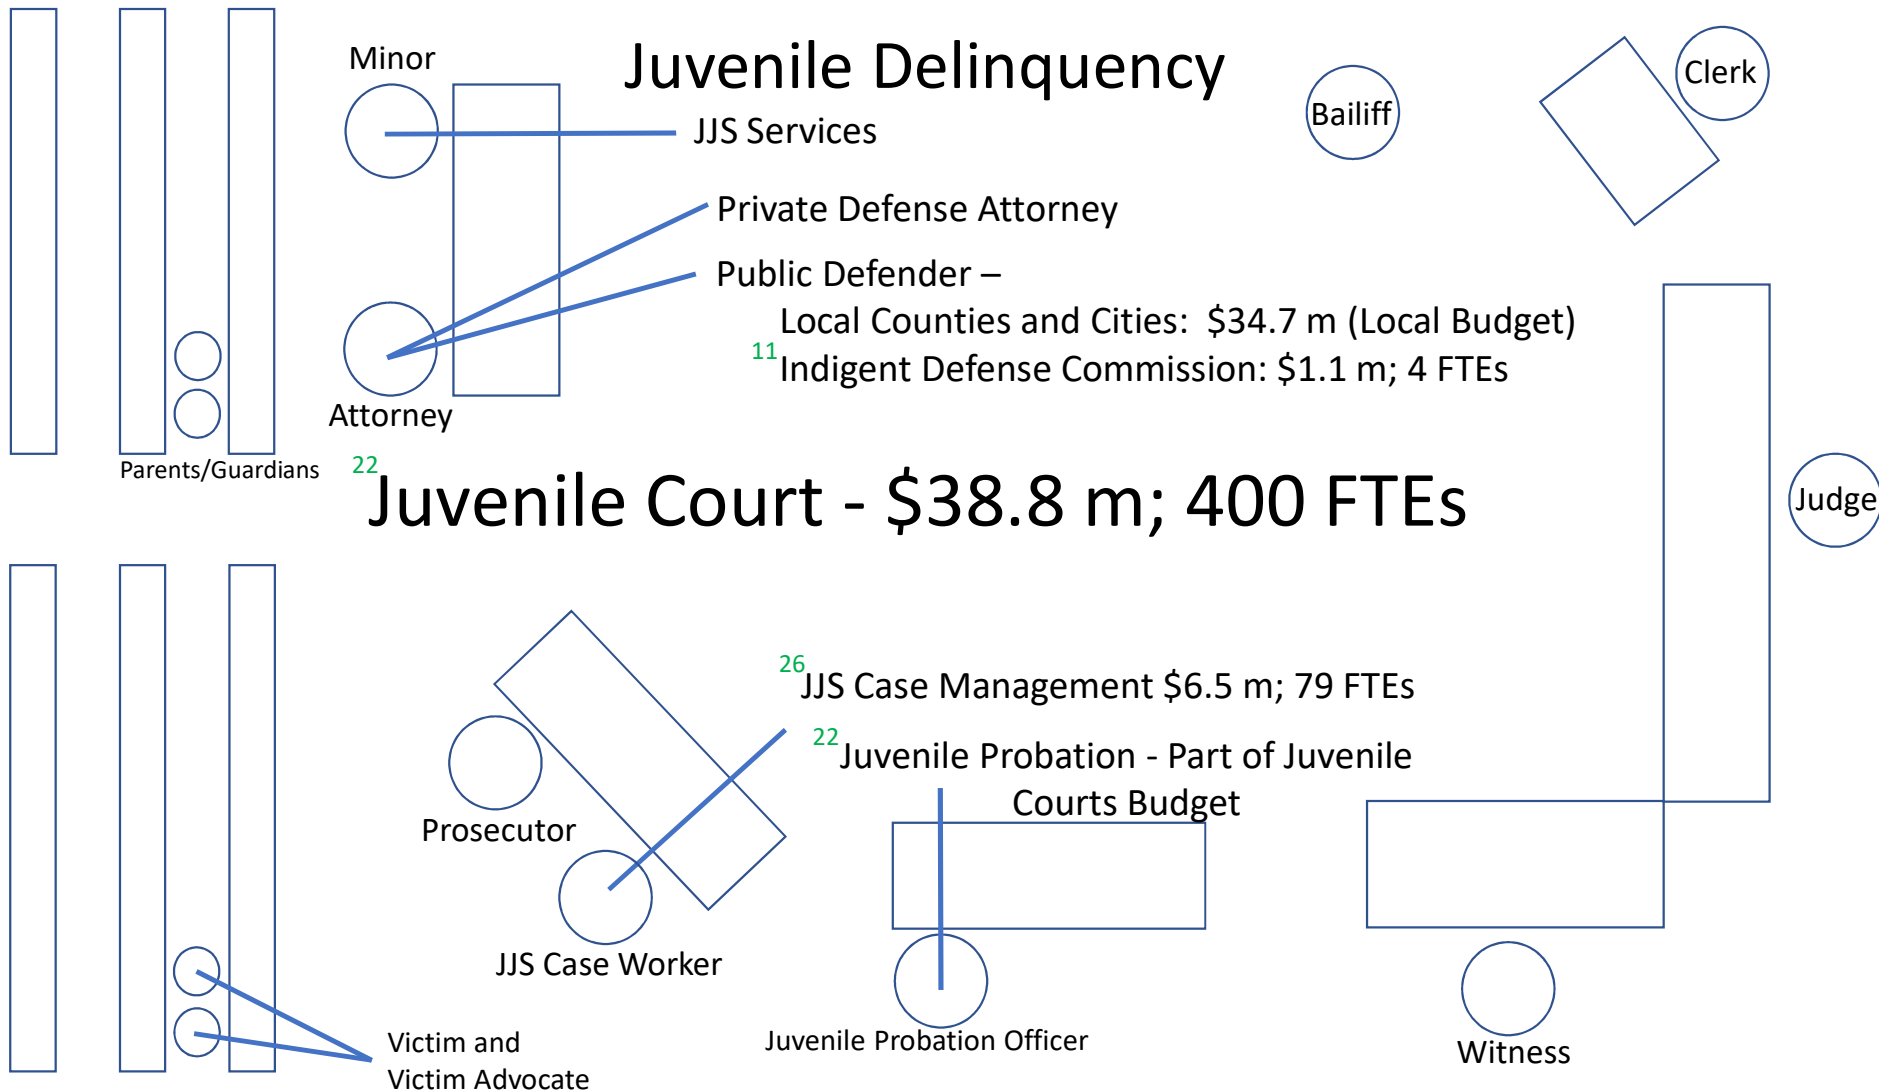 Juvenile Delinquency
Minor
Clerk
Bailiff
JJS Services
Private Defense Attorney
Public Defender –
Local Counties and Cities:  $34.7 m (Local Budget)
11 Indigent Defense Commission: $1.1 m; 4 FTEs
Attorney
Parents/Guardians
22 Juvenile Court - $38.8 m; 400 FTEs
Judge
26 JJS Case Management $6.5 m; 79 FTEs
22 Juvenile Probation - Part of Juvenile
Courts Budget
Prosecutor
JJS Case Worker
Juvenile Probation Officer
Witness
Victim and
Victim Advocate